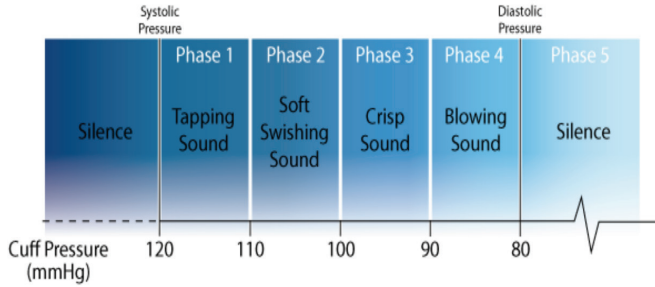 Systolic
Pressure
Diastolic
Pressure
Phase 1
Phase 2
Phase 3
Phase 4
Phase 5
Silence
Tapping
Sound
Soft
Swishing
Sound
Crisp
Sound
Blowing
Sound
Silence
Cuff Pressure
(mmHg)
120
110
100
90
80